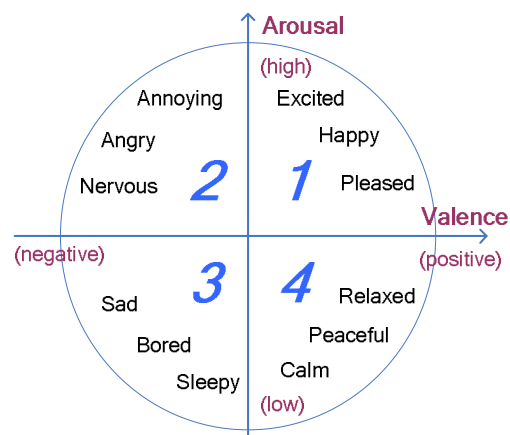 Arousal
(high)
Annoying
Excited
Angry
Happy
Nervous
2
1
Pleased
Valence
(negative)
(positive)
3
4
Sad
Relaxed
Bored
Peaceful
Sleepy
Calm
(low)